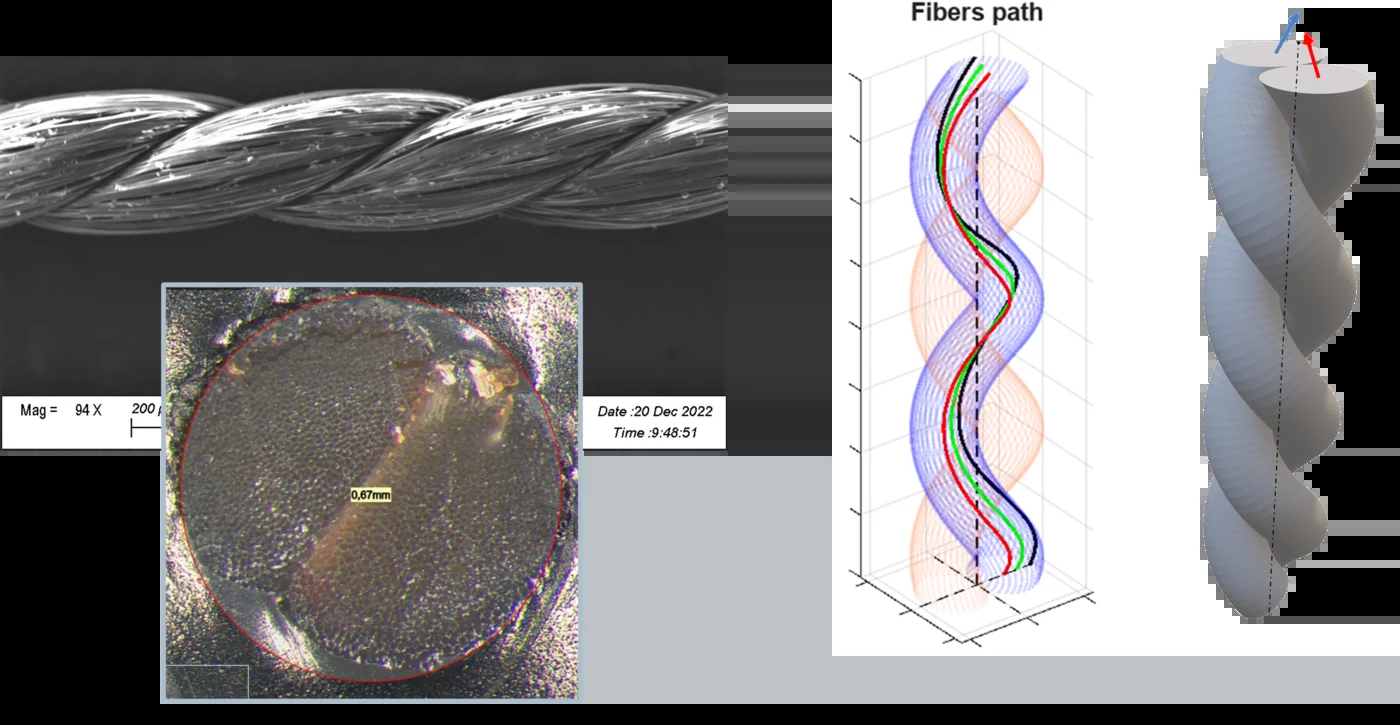 Fibers path
Mag = 94 X
200
Date :20 Dec 2022
Time :9:48:51
0,67mm